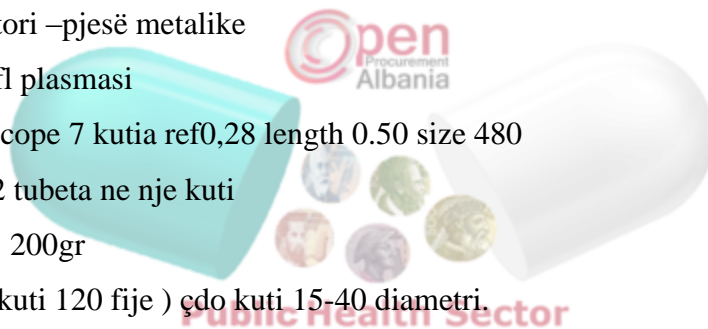 tori –pjesë metalike
fl plasmasi
cope 7 kutia ref0,28 length 0.50 size 480
2 tubeta ne nje kuti
200gr
kuti 120 fije ) çdo kuti 15-40 diametri.
Open
Procurement
Albania
Public Health Sector